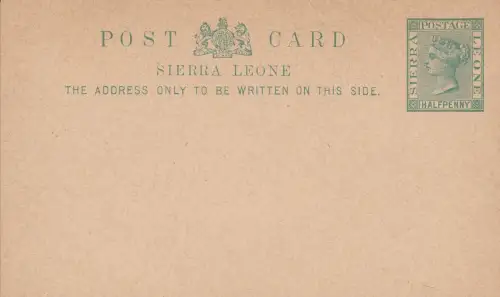 POST CARD
SIERRA LEONE
THE ADDRESS ONLY TO BE WRITTEN ON THIS SIDE.
POSTAGE
SIERRA
LEONE
HALFPENNY